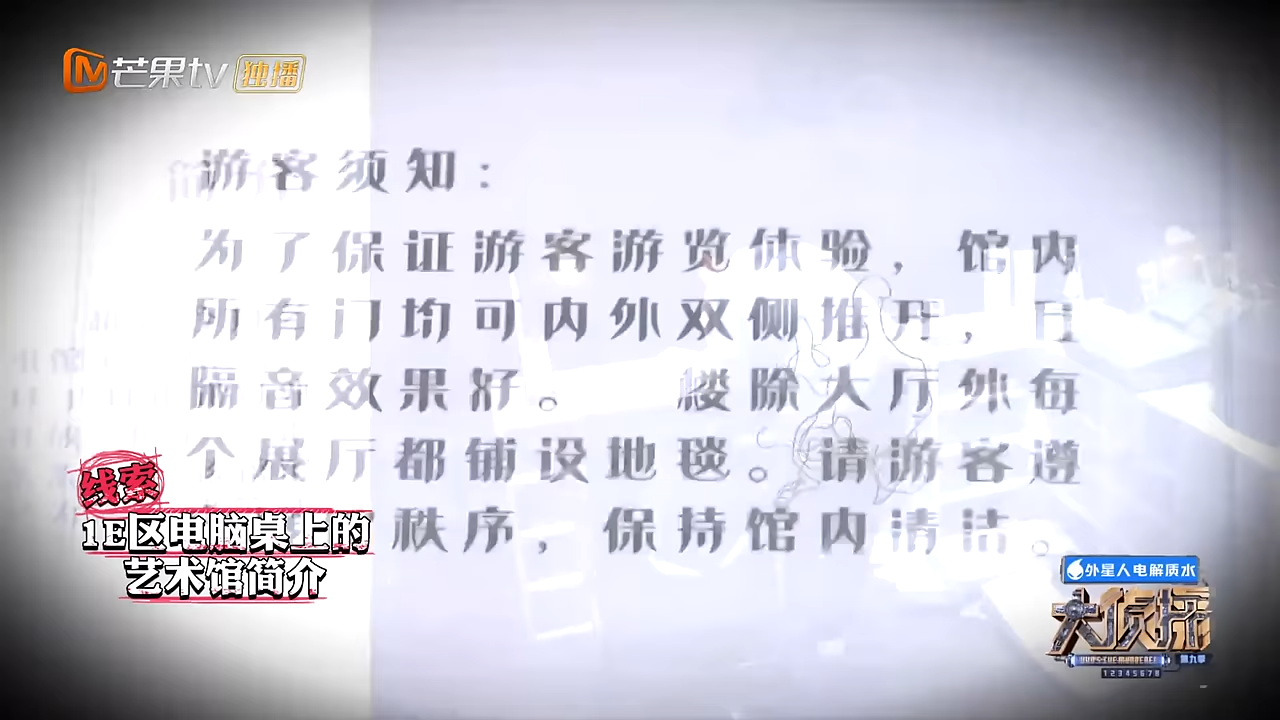 芒果tv 独播
游客须知：
为了保证游客游览体验，馆内
所有门均可内外双侧推开，且
隔音效果好。 楼除大厅外每
个展厅都铺设地毯。请游客遵
秩序，保持馆内清洁。
线索
1E区电脑桌上的
艺术馆简介
外星人电解质水
大侦探
第九季
12345678